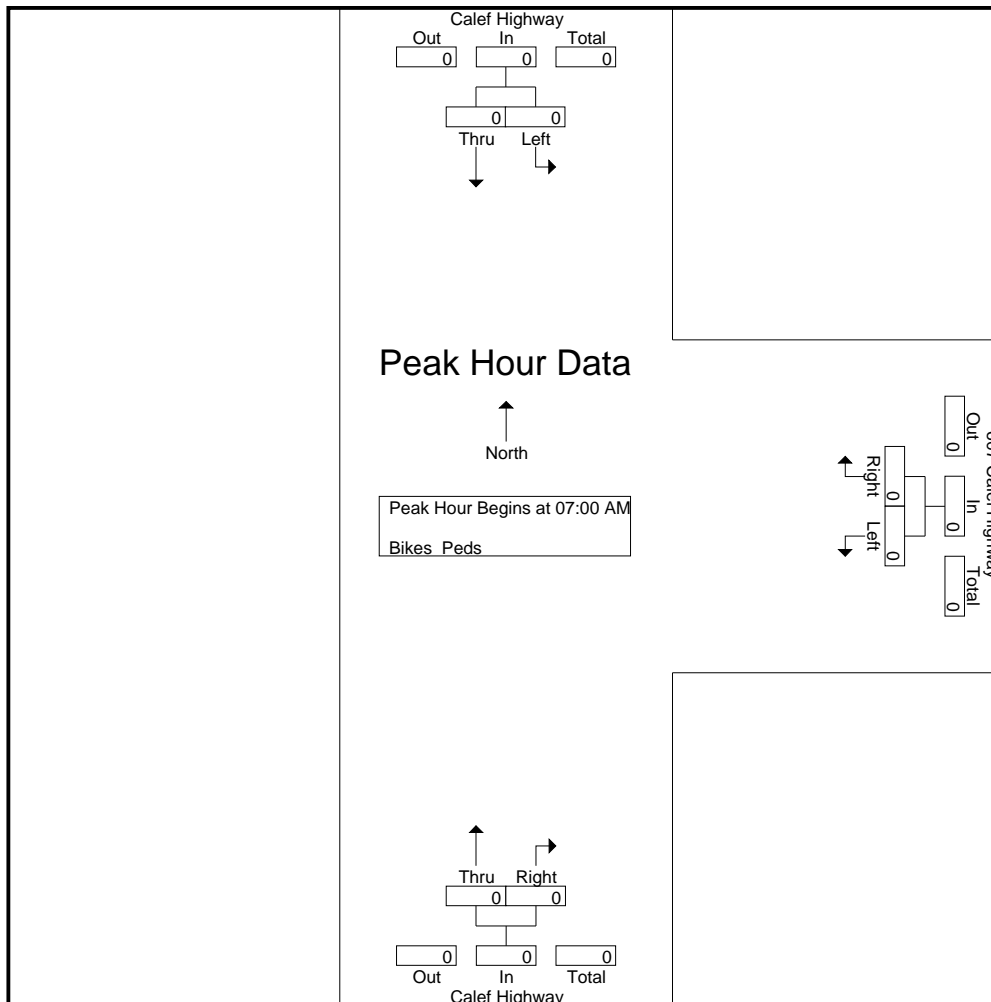 Calef Highway
Out In Total
0 0 0
0 0
Thru Left
Peak Hour Data
North
Peak Hour Begins at 07:00 AM
Bikes Peds
Right Left
0 0
Out In Total
0 0 0
Calef Highway
Thru Right
0 0
0 0 0
Out In Total
Calef Highway